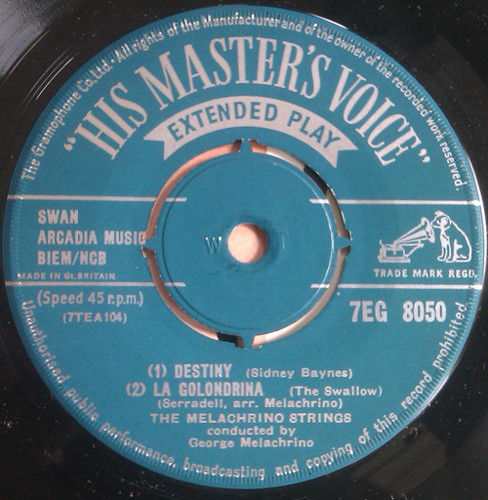 The Gramophone Co. Ltd. All rights of the Manufacturer and of the owner of the recorded work reserved.
"HIS MASTER'S VOICE"
EXTENDED PLAY
SWAN
ARCADIA MUSIC
BIEM/NCB
MADE IN Gt. BRITAIN
TRADE MARK REGD.
(Speed 45 r.p.m.)
(7TEA104)
7EG 8050
(1) DESTINY (Sidney Baynes)
(2) LA GOLONDRINA (The Swallow)
(Serradell, arr. Melachrino)
THE MELACHRINO STRINGS
conducted by
George Melachrino
Unauthorised public performance, broadcasting and copying of this record prohibited.